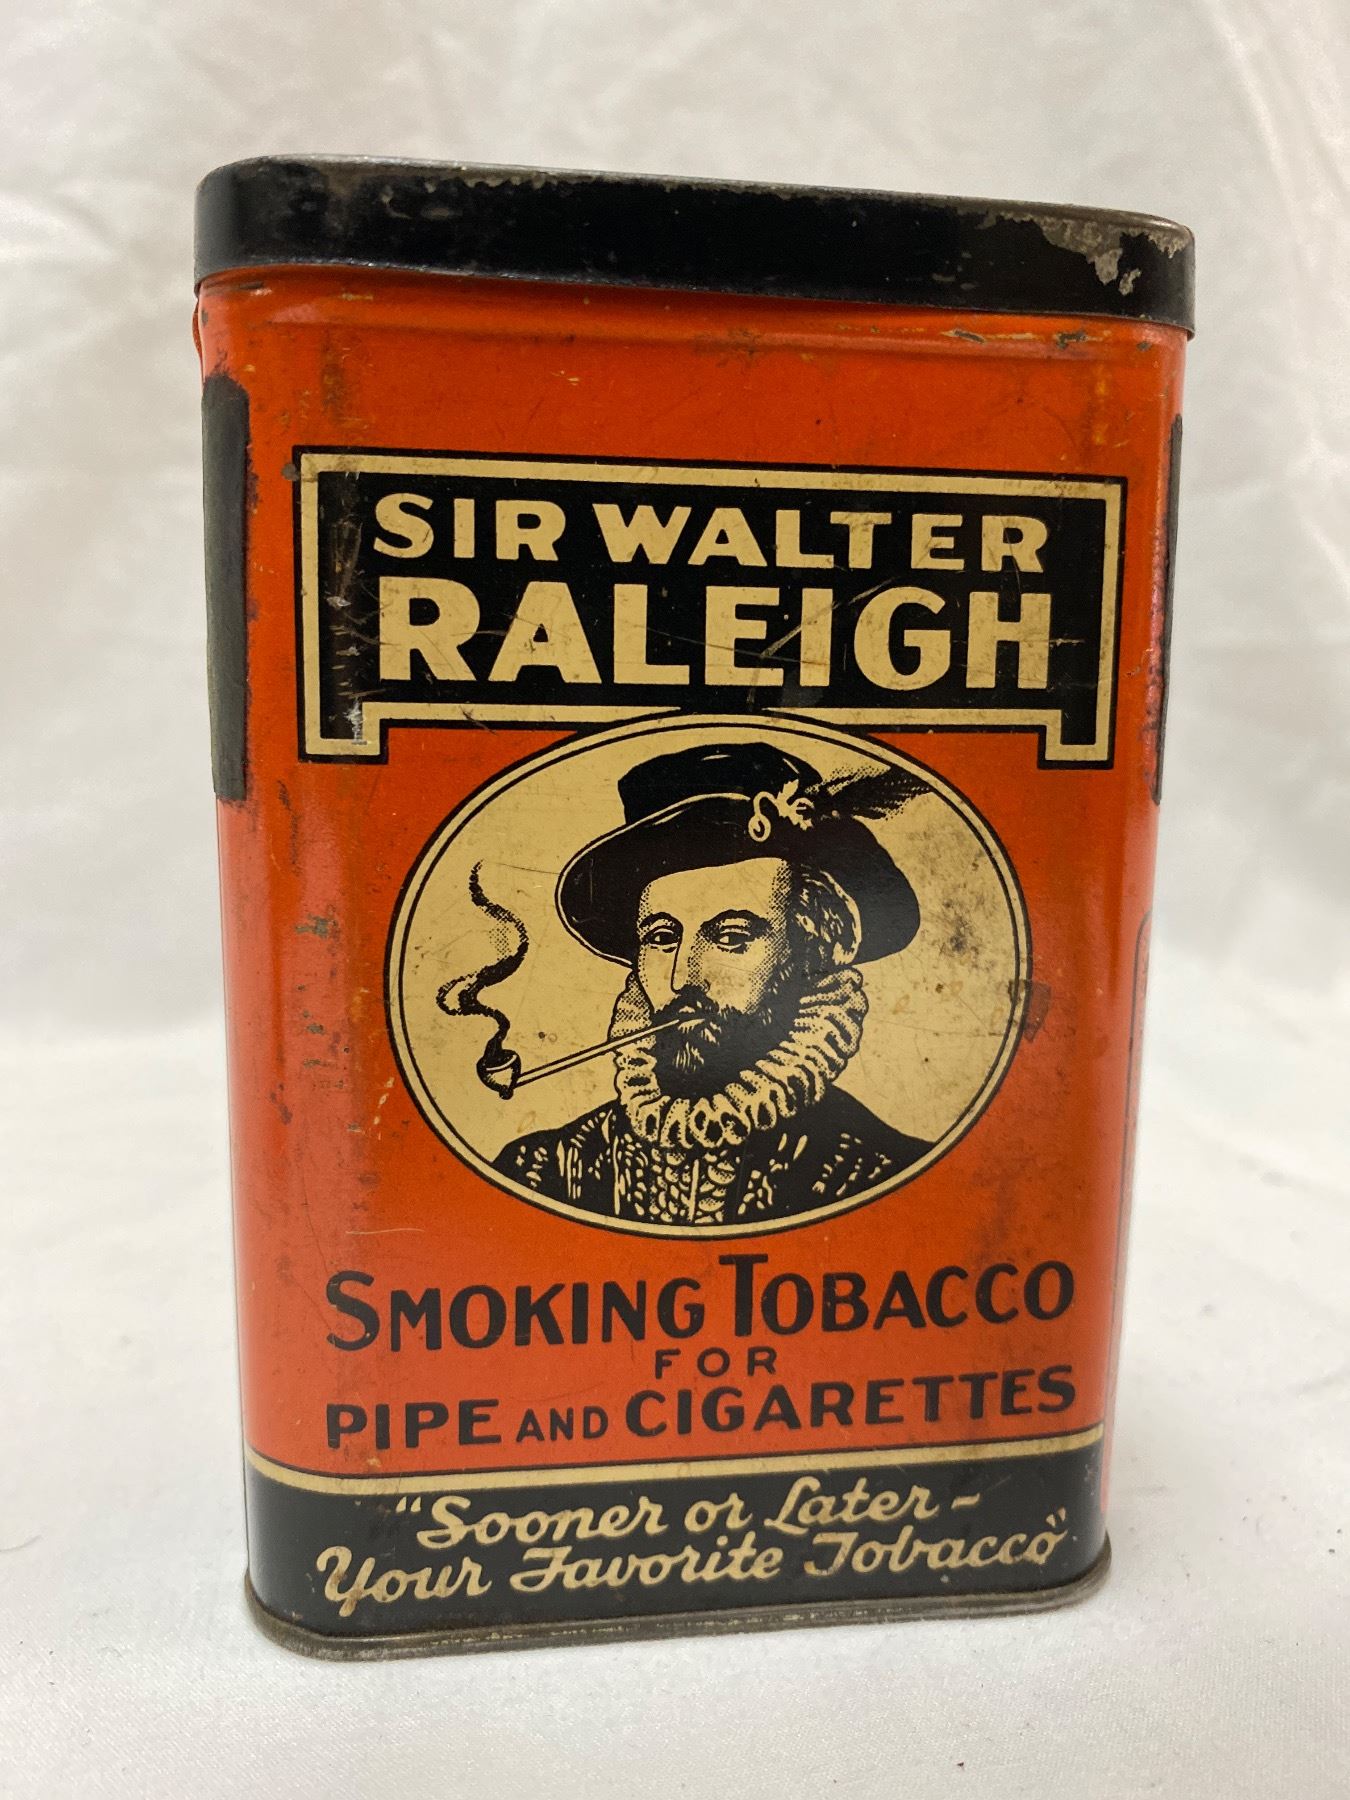 SIR WALTER
RALEIGH
SMOKING TOBACCO
FOR
PIPE AND CIGARETTES
"Sooner or Later-
Your Favorite Tobacco"